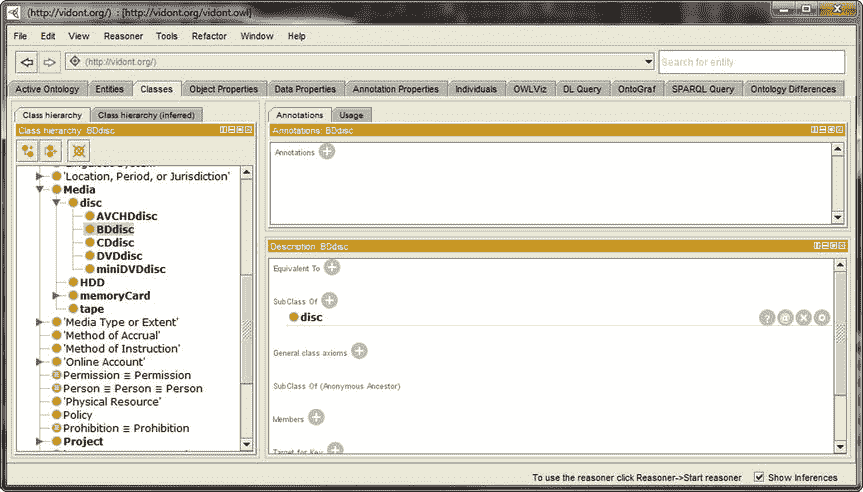 (http://vidont.org/) : [http://vidont.org/vidont.owl]
File Edit View Reasoner Tools Refactor Window Help
(http://vidont.org/)
Search for entity
Active Ontology Entities Classes Object Properties Data Properties Annotation Properties Individuals OWLViz DL Query OntoGraf SPARQL Query Ontology Differences
Class hierarchy Class hierarchy (inferred)
Class hierarchy: BDdisc
'Location, Period, or Jurisdiction'
Media
disc
AVCHDdisc
BDdisc
CDdisc
DVDdisc
miniDVDdisc
HDD
memoryCard
tape
'Media Type or Extent'
'Method of Accrual'
'Method of Instruction'
'Online Account'
Permission ≡ Permission
Person ≡ Person ≡ Person
'Physical Resource'
Policy
Prohibition ≡ Prohibition
Project
Annotations Usage
Annotations: BDdisc
Annotations
Description: BDdisc
Equivalent To
SubClass Of
disc
General class axioms
SubClass Of (Anonymous Ancestor)
Members
Target for Key
To use the reasoner click Reasoner->Start reasoner Show Inferences